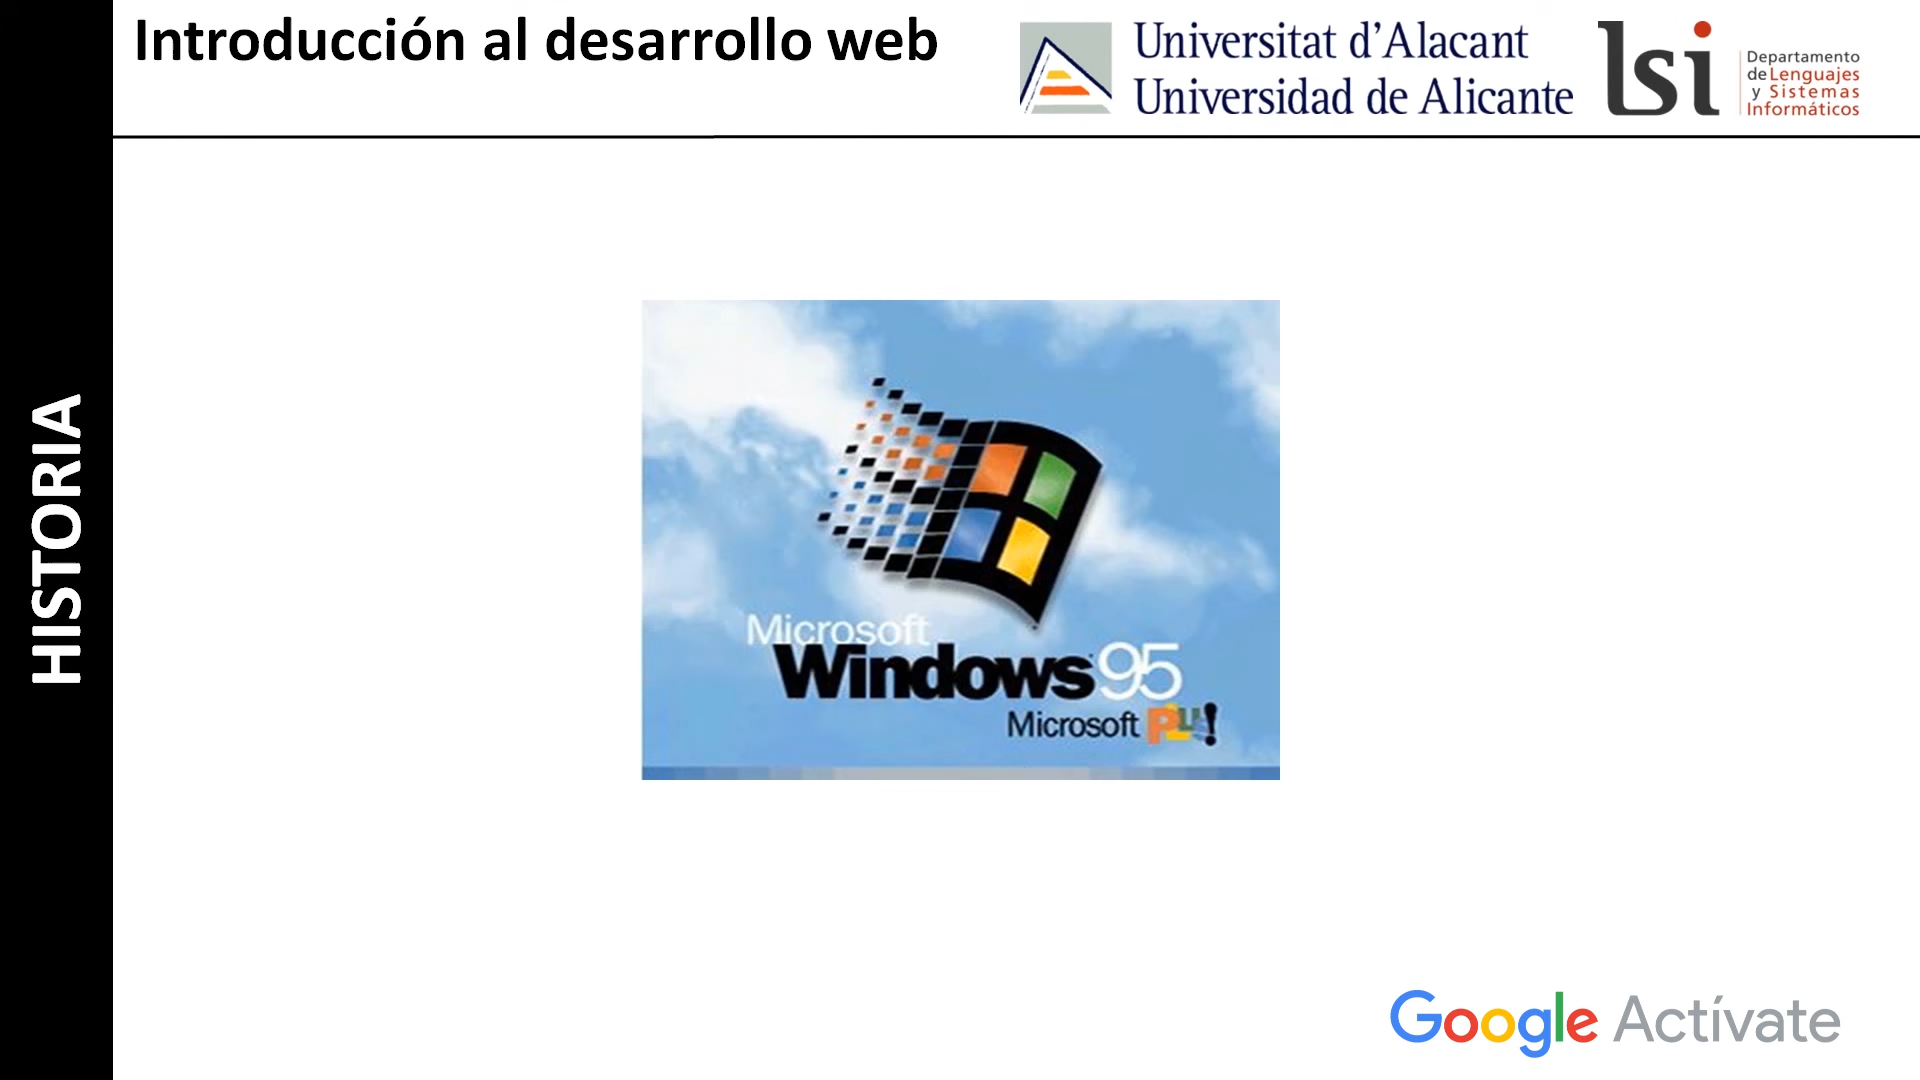 Introducción al desarrollo web
Universitat d'Alacant
Universidad de Alicante
lsi
Departamento
de Lenguajes
y Sistemas
Informáticos
HISTORIA
Microsoft
Windows 95
Microsoft Plus!
Google Actívate